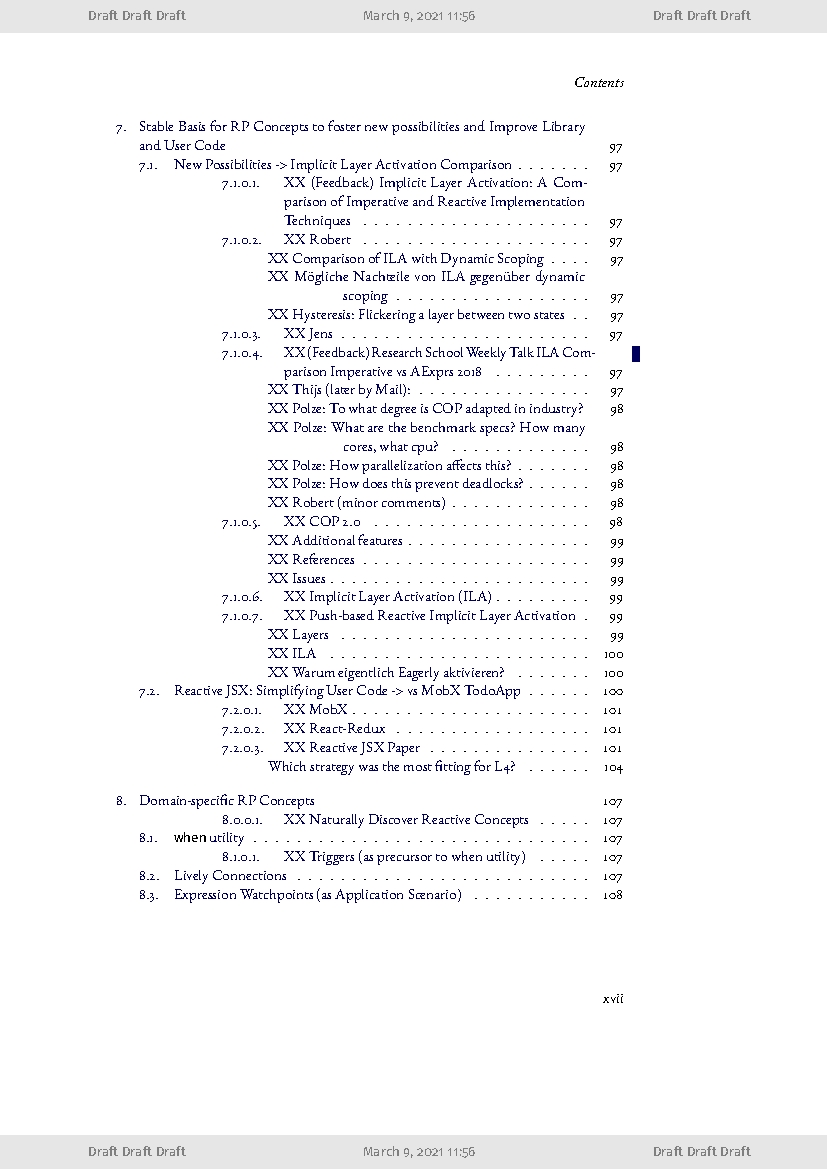 Draft Draft Draft March 9, 2021 11:56 Draft Draft Draft
Contents
7. Stable Basis for RP Concepts to foster new possibilities and Improve Library
and User Code 97
7.1. New Possibilities -> Implicit Layer Activation Comparison . . . . . . . 97
7.1.0.1. XX (Feedback) Implicit Layer Activation: A Com-
parison of Imperative and Reactive Implementation
Techniques . . . . . . . . . . . . . . . . . . . . . 97
7.1.0.2. XX Robert . . . . . . . . . . . . . . . . . . . . . 97
XX Comparison of ILA with Dynamic Scoping . . . . 97
XX Mögliche Nachteile von ILA gegenüber dynamic
scoping . . . . . . . . . . . . . . . . . . 97
XX Hysteresis: Flickering a layer between two states . . 97
7.1.0.3. XX Jens . . . . . . . . . . . . . . . . . . . . . . . 97
7.1.0.4. XX (Feedback) Research School Weekly Talk ILA Com-
parison Imperative vs AExprs 2018 . . . . . . . . . 97
XX Thijs (later by Mail): . . . . . . . . . . . . . . . . 97
XX Polze: To what degree is COP adapted in industry? 98
XX Polze: What are the benchmark specs? How many
cores, what cpu? . . . . . . . . . . . . . 98
XX Polze: How parallelization affects this? . . . . . . . 98
XX Polze: How does this prevent deadlocks? . . . . . . 98
XX Robert (minor comments) . . . . . . . . . . . . . 98
7.1.0.5. XX COP 2.0 . . . . . . . . . . . . . . . . . . . . 98
XX Additional features . . . . . . . . . . . . . . . . . 99
XX References . . . . . . . . . . . . . . . . . . . . . 99
XX Issues . . . . . . . . . . . . . . . . . . . . . . . . 99
7.1.0.6. XX Implicit Layer Activation (ILA) . . . . . . . . . 99
7.1.0.7. XX Push-based Reactive Implicit Layer Activation . 99
XX Layers . . . . . . . . . . . . . . . . . . . . . . . 99
XX ILA . . . . . . . . . . . . . . . . . . . . . . . . 100
XX Warum eigentlich Eagerly aktivieren? . . . . . . . 100
7.2. Reactive JSX: Simplifying User Code -> vs MobX TodoApp . . . . . . 100
7.2.0.1. XX MobX . . . . . . . . . . . . . . . . . . . . . . 101
7.2.0.2. XX React-Redux . . . . . . . . . . . . . . . . . . 101
7.2.0.3. XX Reactive JSX Paper . . . . . . . . . . . . . . . 101
Which strategy was the most fitting for L4? . . . . . . 104
8. Domain-specific RP Concepts 107
8.0.0.1. XX Naturally Discover Reactive Concepts . . . . . 107
8.1. when utility . . . . . . . . . . . . . . . . . . . . . . . . . . . . . . . 107
8.1.0.1. XX Triggers (as precursor to when utility) . . . . . 107
8.2. Lively Connections . . . . . . . . . . . . . . . . . . . . . . . . . . . 107
8.3. Expression Watchpoints (as Application Scenario) . . . . . . . . . . . 108
xvii
Draft Draft Draft March 9, 2021 11:56 Draft Draft Draft